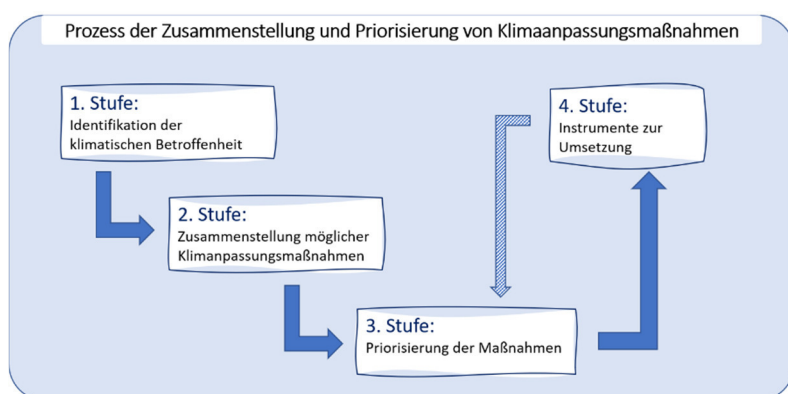 Prozess der Zusammenstellung und Priorisierung von Klimaanpassungsmaßnahmen
1. Stufe:
Identifikation der
klimatischen Betroffenheit
2. Stufe:
Zusammenstellung möglicher
Klimanpassungsmaßnahmen
3. Stufe:
Priorisierung der Maßnahmen
4. Stufe:
Instrumente zur
Umsetzung